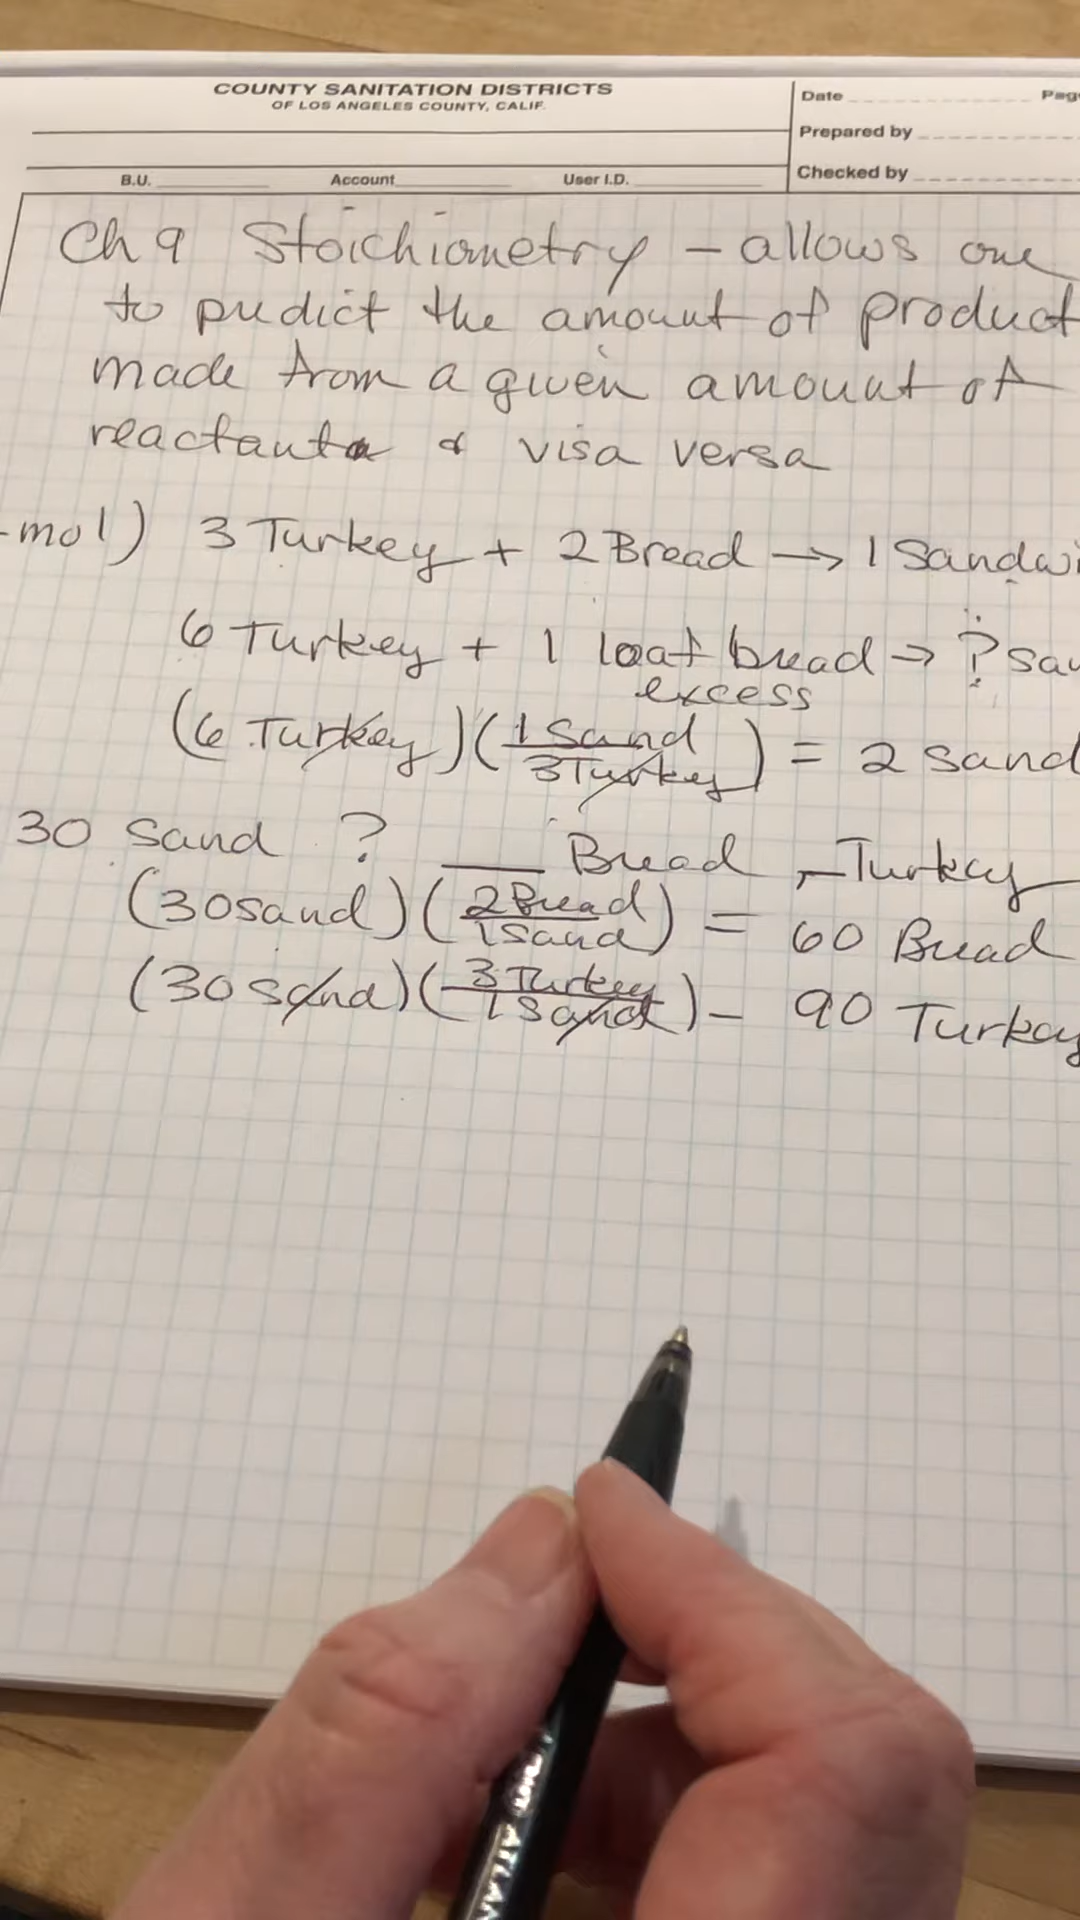 COUNTY SANITATION DISTRICTS
OF LOS ANGELES COUNTY, CALIF.
Date Page
Prepared by
Checked by
B.U. Account User I.D.
Ch 9 Stoichiometry – allows one
to predict the amount of product
made from a given amount of
reactants & visa versa
-mol) 3 Turkey + 2 Bread → 1 Sandwi
6 Turkey + 1 loaf bread → ? sa
excess
(6 Turkey)(1 Sand / 3 Turkey) = 2 sand
30 sand ? ___ Bread, _ Turkey
(30 sand)(2 Bread / 1 Sand) = 60 Bread
(30 sand)(3 Turkey / 1 Sand) – 90 Turkey
ATLAN